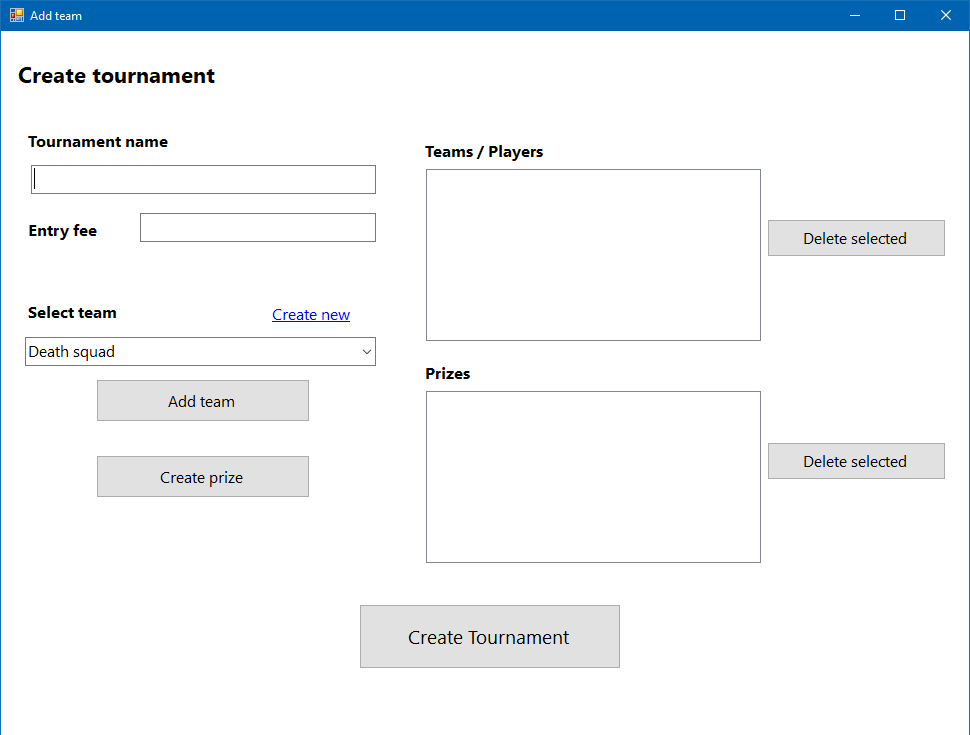 Add team
Create tournament
Tournament name
Entry fee
Select team
Create new
Death squad
Add team
Create prize
Teams / Players
Delete selected
Prizes
Delete selected
Create Tournament